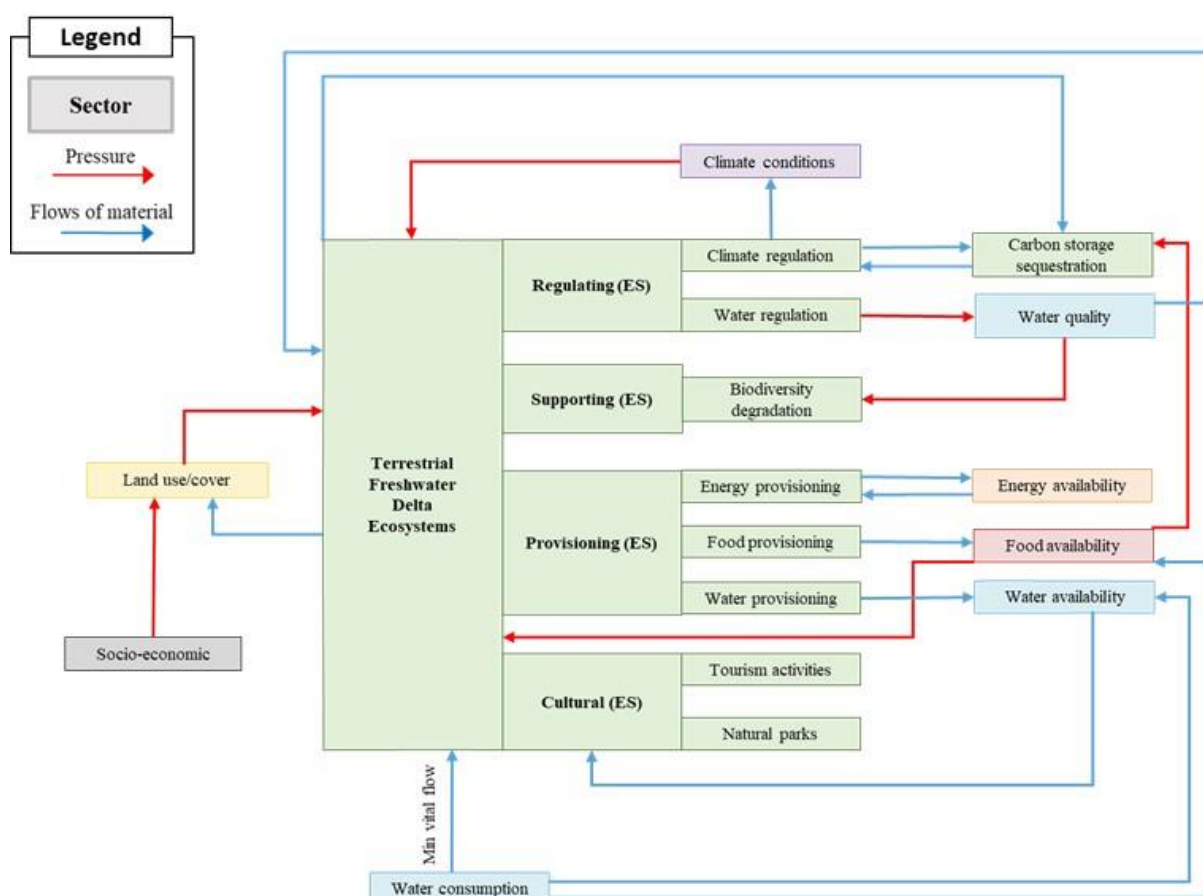 Legend
Sector
Pressure
Flows of material
Climate conditions
Climate regulation
Carbon storage
sequestration
Regulating (ES)
Water regulation
Water quality
Supporting (ES)
Biodiversity
degradation
Terrestrial
Freshwater
Delta
Ecosystems
Land use/cover
Energy provisioning
Energy availability
Provisioning (ES)
Food provisioning
Food availability
Water provisioning
Water availability
Socio-economic
Tourism activities
Cultural (ES)
Natural parks
Min vital flow
Water consumption